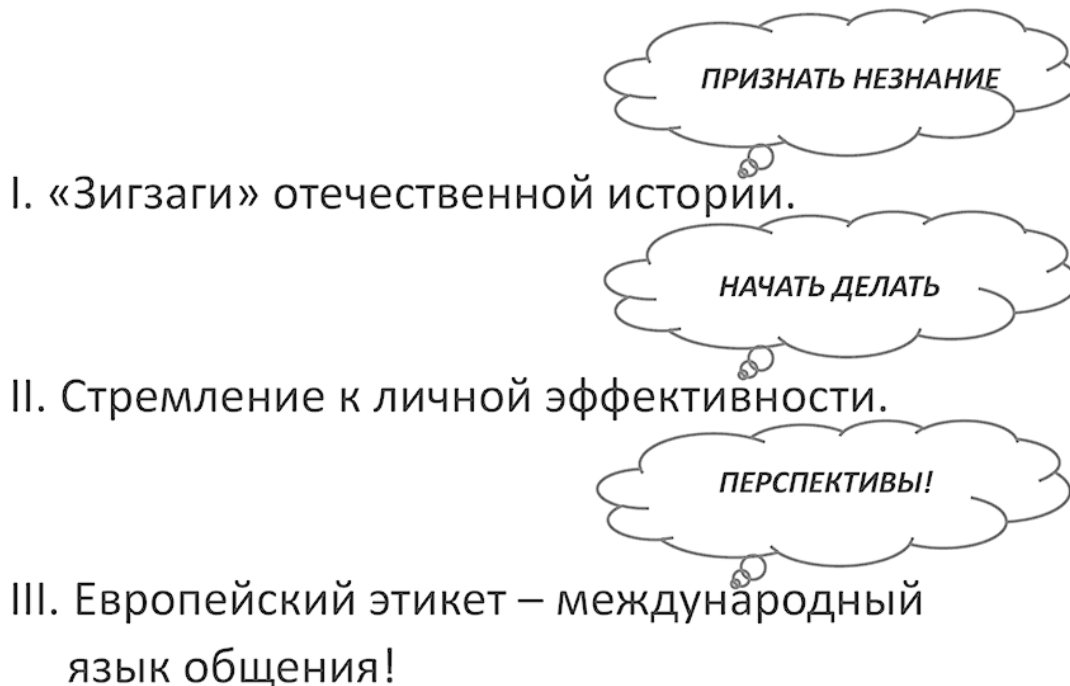 ПРИЗНАТЬ НЕЗНАНИЕ
I. «Зигзаги» отечественной истории.
НАЧАТЬ ДЕЛАТЬ
II. Стремление к личной эффективности.
ПЕРСПЕКТИВЫ!
III. Европейский этикет – международный
язык общения!